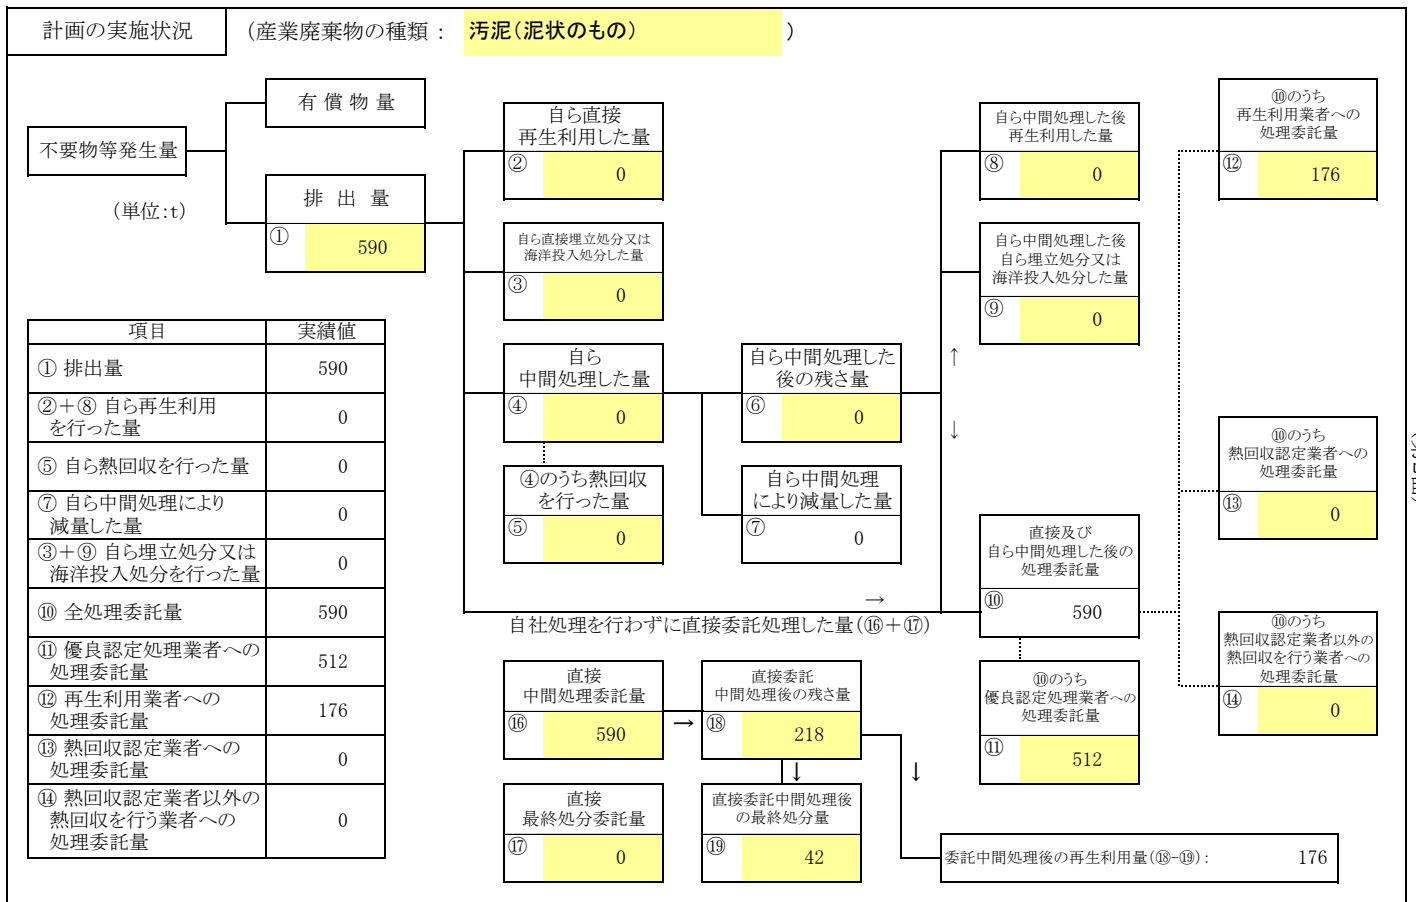 計画の実施状況 (産業廃棄物の種類： 汚泥(泥状のもの) )
不要物等発生量
(単位:t)
有 償 物 量
排 出 量
① 590
自ら直接
再生利用した量
② 0
自ら直接埋立処分又は
海洋投入処分した量
③ 0
自ら
中間処理した量
④ 0
④のうち熱回収
を行った量
⑤ 0
自ら中間処理した
後の残さ量
⑥ 0
自ら中間処理
により減量した量
⑦ 0
自ら中間処理した後
再生利用した量
⑧ 0
自ら中間処理した後
自ら埋立処分又は
海洋投入処分した量
⑨ 0
↑
↓
直接及び
自ら中間処理した後の
処理委託量
⑩ 590
⑩のうち
優良認定処理業者への
処理委託量
⑪ 512
⑩のうち
再生利用業者への
処理委託量
⑫ 176
⑩のうち
熱回収認定業者への
処理委託量
⑬ 0
⑩のうち
熱回収認定業者以外の
熱回収を行う業者への
処理委託量
⑭ 0
→
自社処理を行わずに直接委託処理した量(⑯＋⑰)
直接
中間処理委託量
⑯ 590
→
直接委託
中間処理後の残さ量
⑱ 218
↓
↓
直接
最終処分委託量
⑰ 0
直接委託中間処理後
の最終処分量
⑲ 42
委託中間処理後の再生利用量(⑱-⑲)： 176
項目 実績値
① 排出量 590
②＋⑧ 自ら再生利用
を行った量 0
⑤ 自ら熱回収を行った量 0
⑦ 自ら中間処理により
減量した量 0
③＋⑨ 自ら埋立処分又は
海洋投入処分を行った量 0
⑩ 全処理委託量 590
⑪ 優良認定処理業者への
処理委託量 512
⑫ 再生利用業者への
処理委託量 176
⑬ 熱回収認定業者への
処理委託量 0
⑭ 熱回収認定業者以外の
熱回収を行う業者への
処理委託量 0